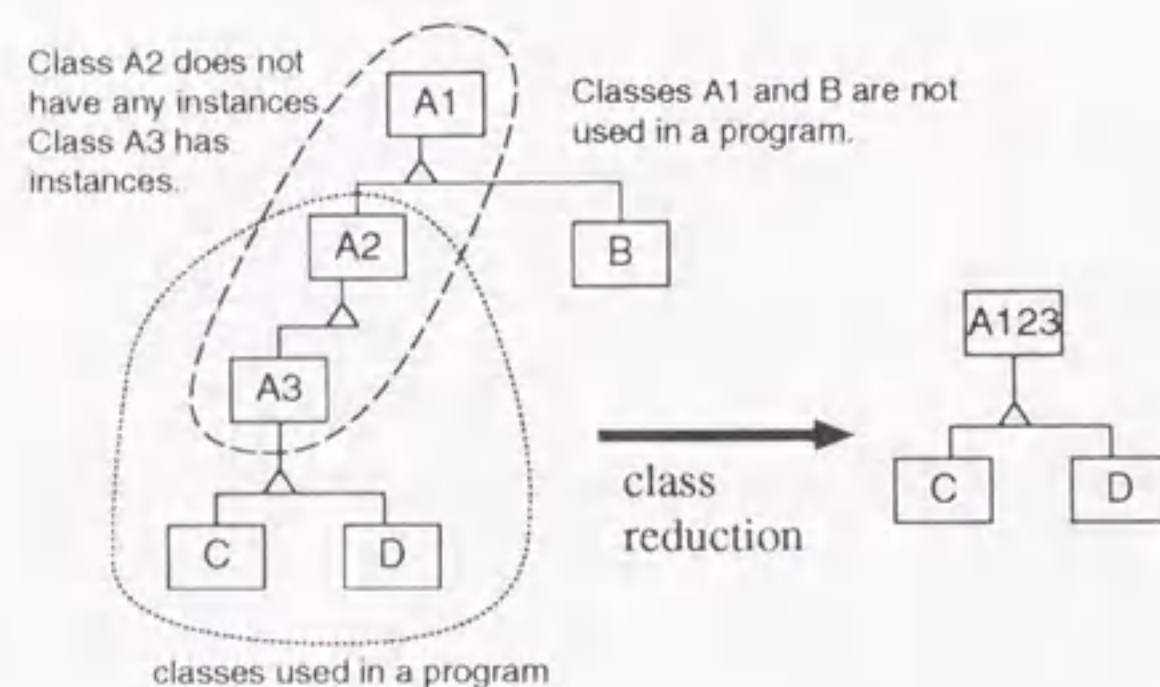 Class A2 does not
have any instances.
Class A3 has
instances.
A1
Classes A1 and B are not
used in a program.
A2
B
A3
A123
C
D
class
reduction
C
D
classes used in a program